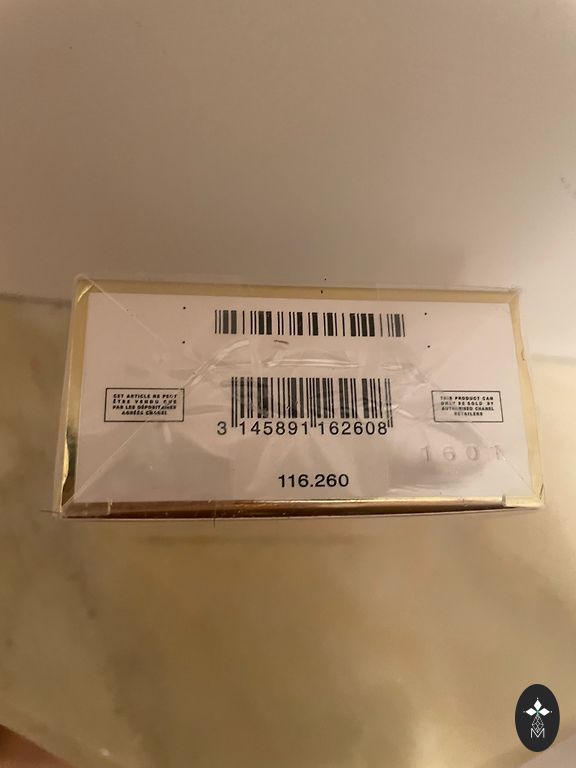 CET ARTICLE NE PEUT
ÊTRE VENDU QUE
PAR LES DÉPOSITAIRES
AGRÉÉS CHANEL
THIS PRODUCT CAN
ONLY BE SOLD BY
AUTHORISED CHANEL
RETAILERS
3 145891 162608
1601
116.260
M